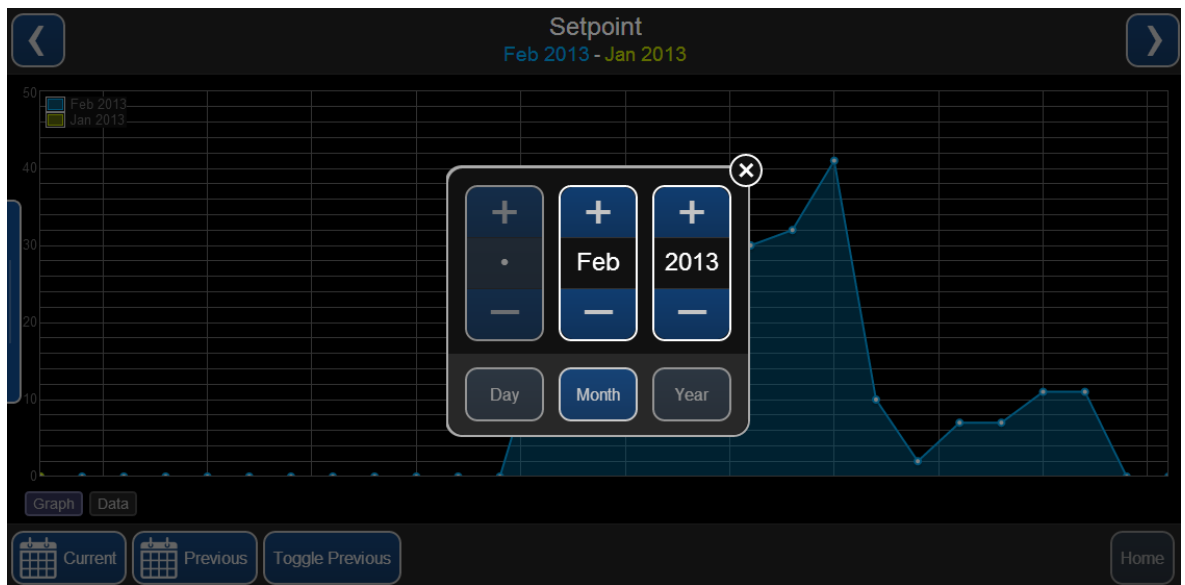 Setpoint
Feb 2013 - Jan 2013
50
Feb 2013
Jan 2013
40
30
20
10
0
+ + +
• Feb 2013
— — —
Day Month Year
Graph Data
Current Previous Toggle Previous Home